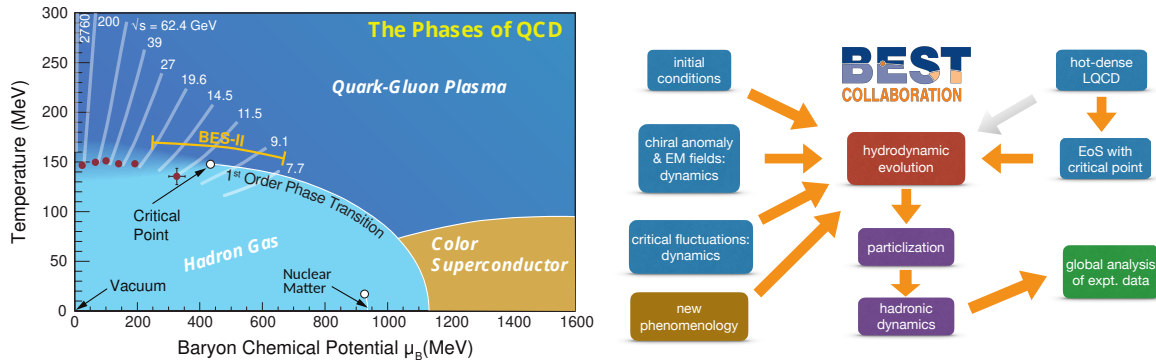 The Phases of QCD
Temperature (MeV)
300
250
200
150
100
50
0
2760
200
√s = 62.4 GeV
39
27
19.6
14.5
11.5
9.1
7.7
BES-II
Quark-Gluon Plasma
1st Order Phase Transition
Critical
Point
Hadron Gas
Color
Superconductor
Nuclear
Matter
Vacuum
0
200
400
600
800
1000
1200
1400
1600
Baryon Chemical Potential μB(MeV)
BEST
COLLABORATION
initial
conditions
hot-dense
LQCD
chiral anomaly
& EM fields:
dynamics
hydrodynamic
evolution
EoS with
critical point
critical fluctuations:
dynamics
particlization
global analysis
of expt. data
new
phenomenology
hadronic
dynamics